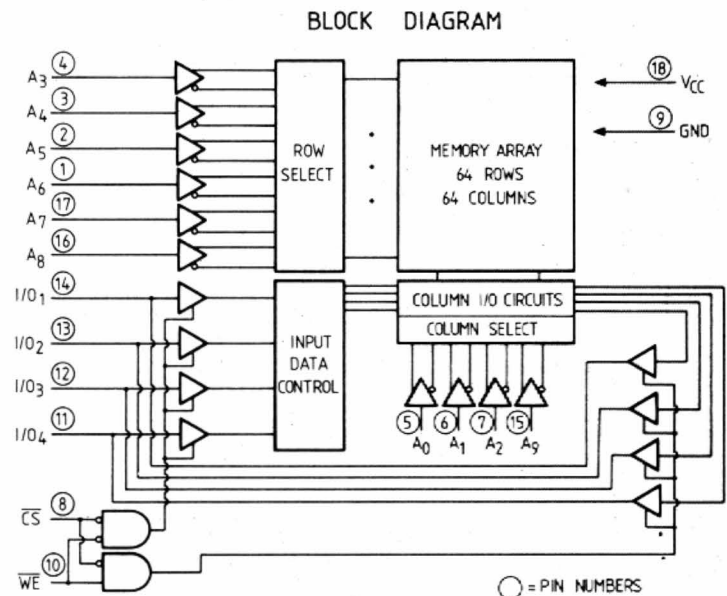 BLOCK DIAGRAM
A3 4
A4 3
A5 2
A6 1
A7 17
A8 16
I/O1 14
I/O2 13
I/O3 12
I/O4 11
CS 8
WE 10
ROW
SELECT
MEMORY ARRAY
64 ROWS
64 COLUMNS
18 VCC
9 GND
INPUT
DATA
CONTROL
COLUMN I/O CIRCUITS
COLUMN SELECT
5 6 7 15
A0 A1 A2 A9
= PIN NUMBERS